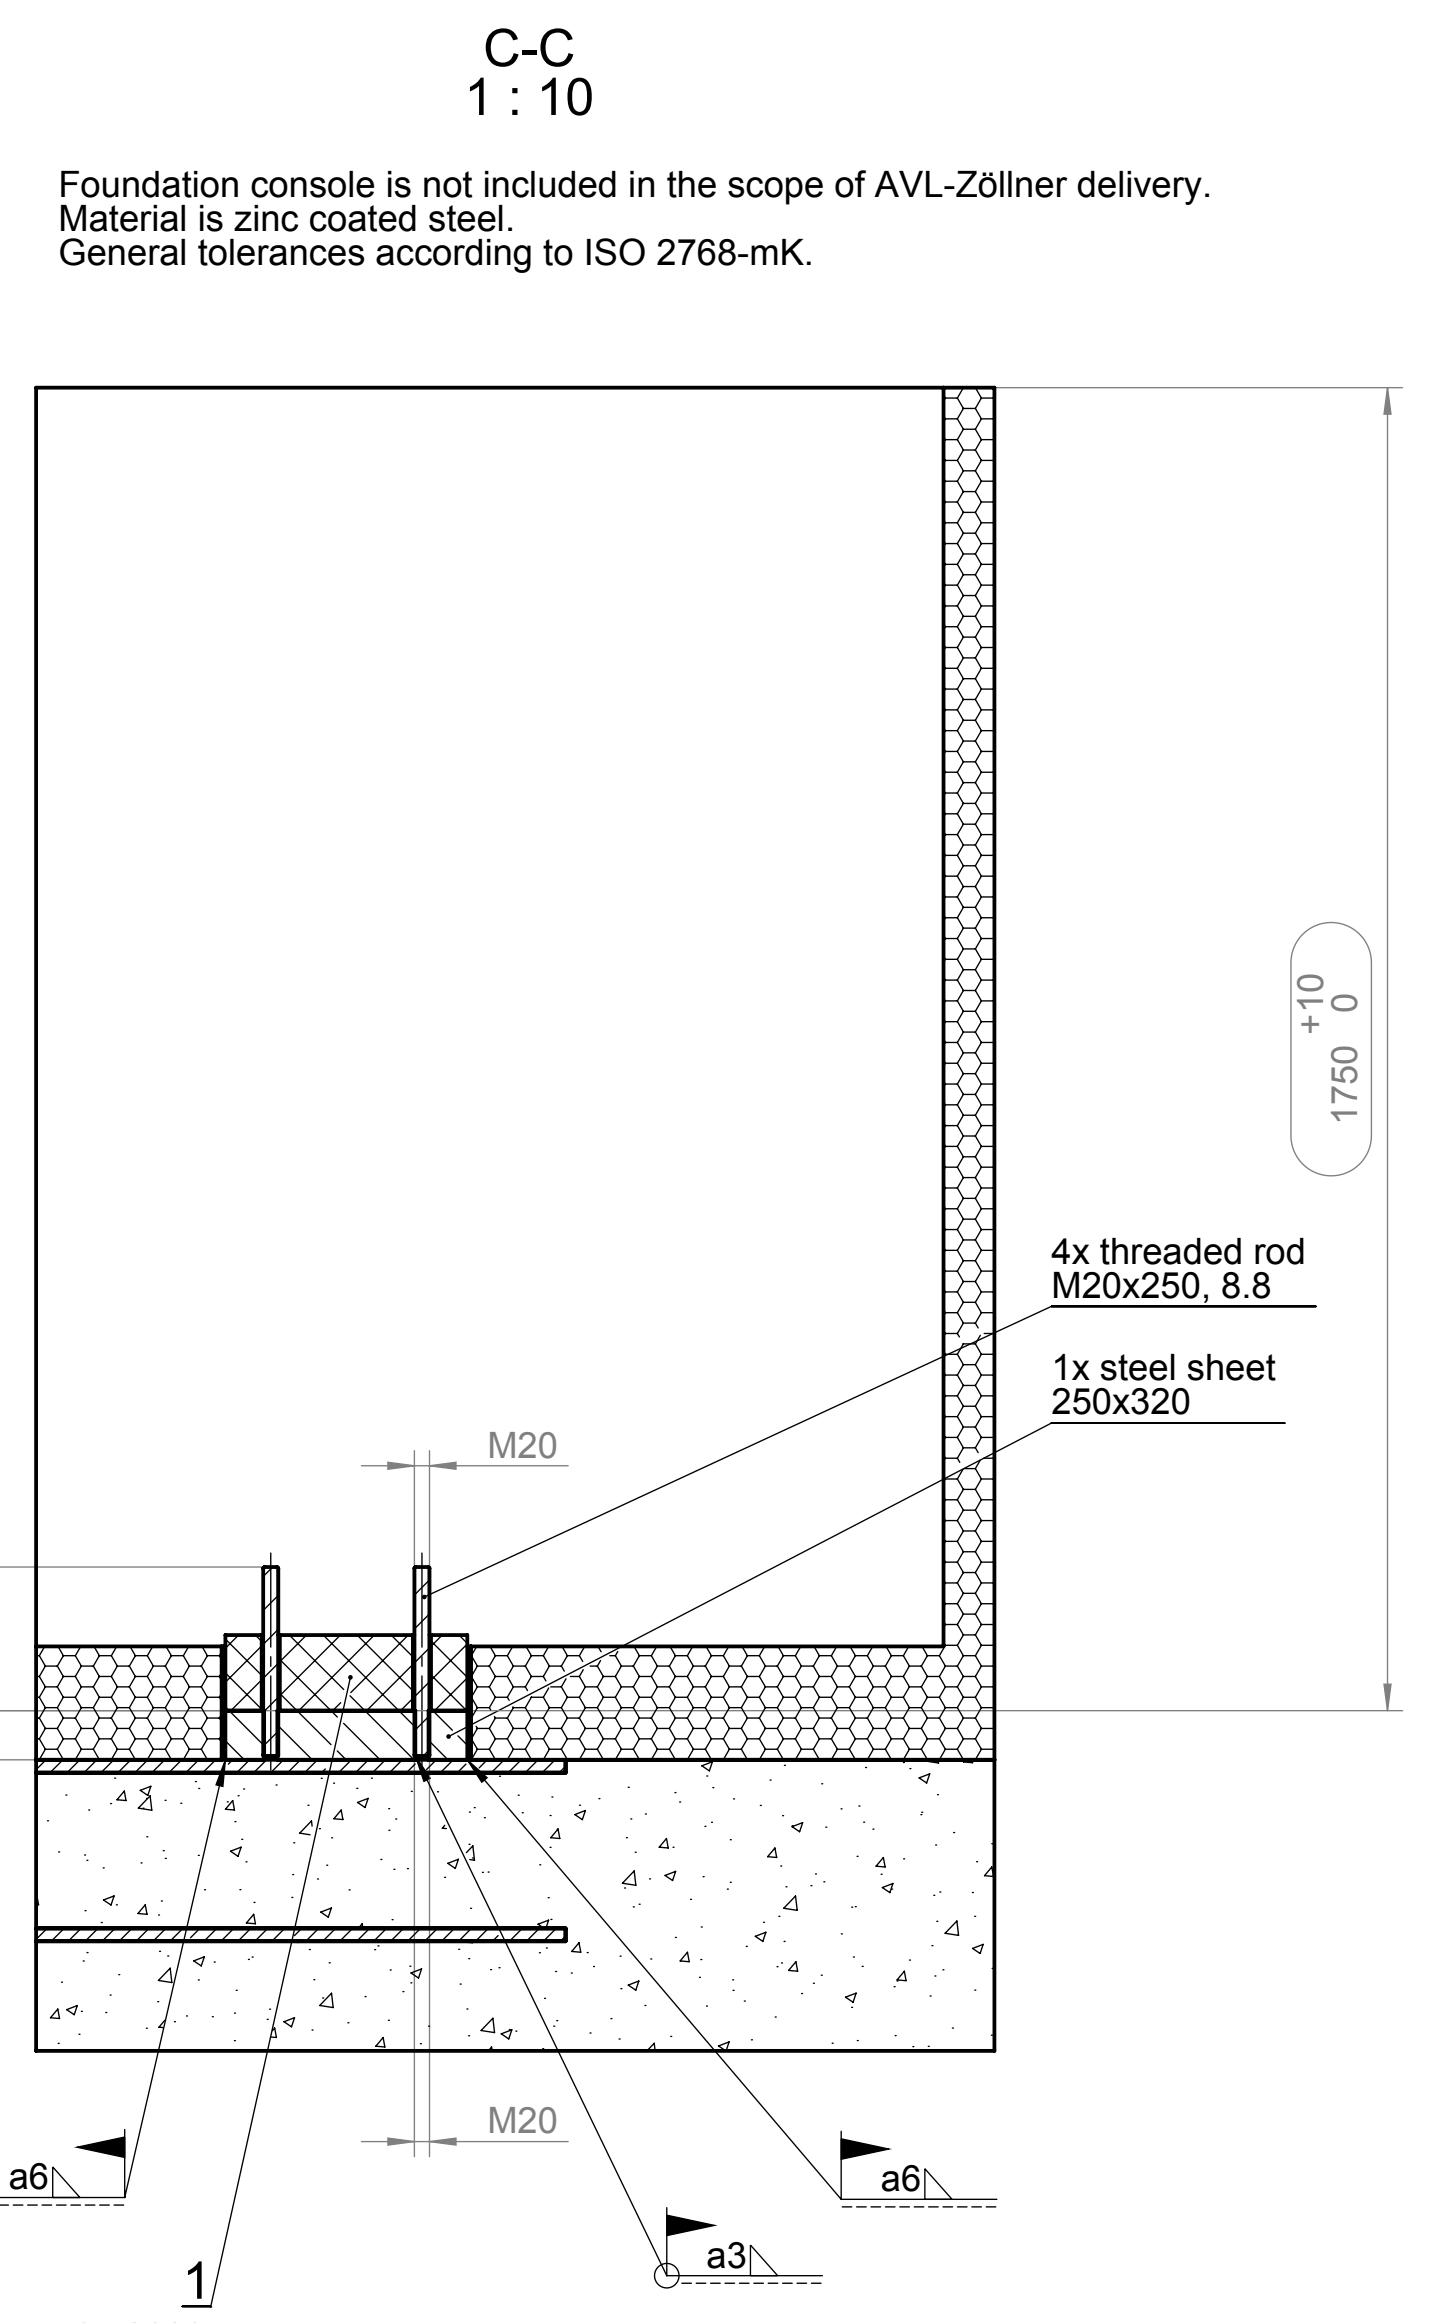 C-C
1 : 10
Foundation console is not included in the scope of AVL-Zöllner delivery.
Material is zinc coated steel.
General tolerances according to ISO 2768-mK.
+10
1750 0
4x threaded rod
M20x250, 8.8
1x steel sheet
250x320
M20
M20
a6
a6
a3
1